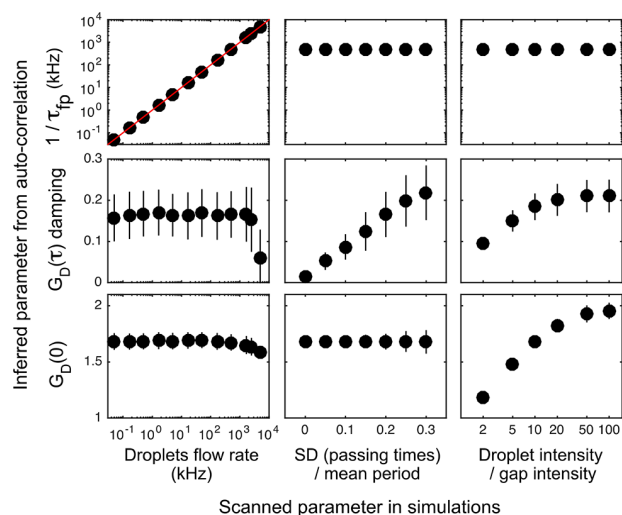 Inferred parameter from auto-correlation
1 / τfp (kHz)
10^4
10^3
10^2
10^1
10^0
10^-1
G_D(τ) damping
0.3
0.2
0.1
0
G_D(0)
2
1.5
1
10^-1 10^0 10^1 10^2 10^3 10^4
0 0.1 0.2 0.3
2 5 10 20 50 100
Droplets flow rate
(kHz)
SD (passing times)
/ mean period
Droplet intensity
/ gap intensity
Scanned parameter in simulations